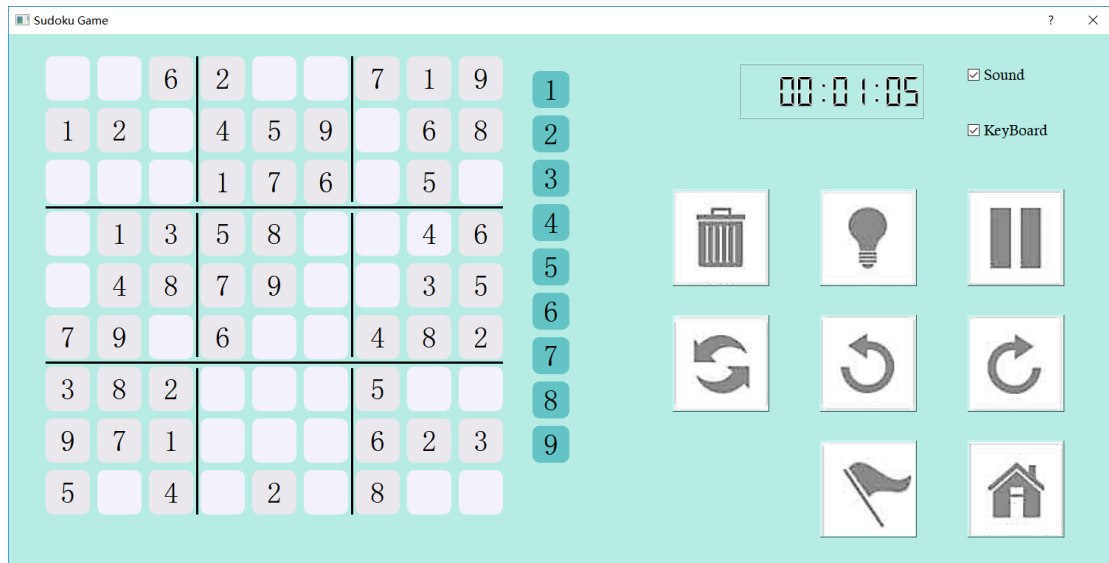 Sudoku Game
6 2 7 1 9
1 2 4 5 9 6 8
1 7 6 5
1 3 5 8 4 6
4 8 7 9 3 5
7 9 6 4 8 2
3 8 2 5
9 7 1 6 2 3
5 4 2 8
1
2
3
4
5
6
7
8
9
00:01:05
Sound
KeyBoard